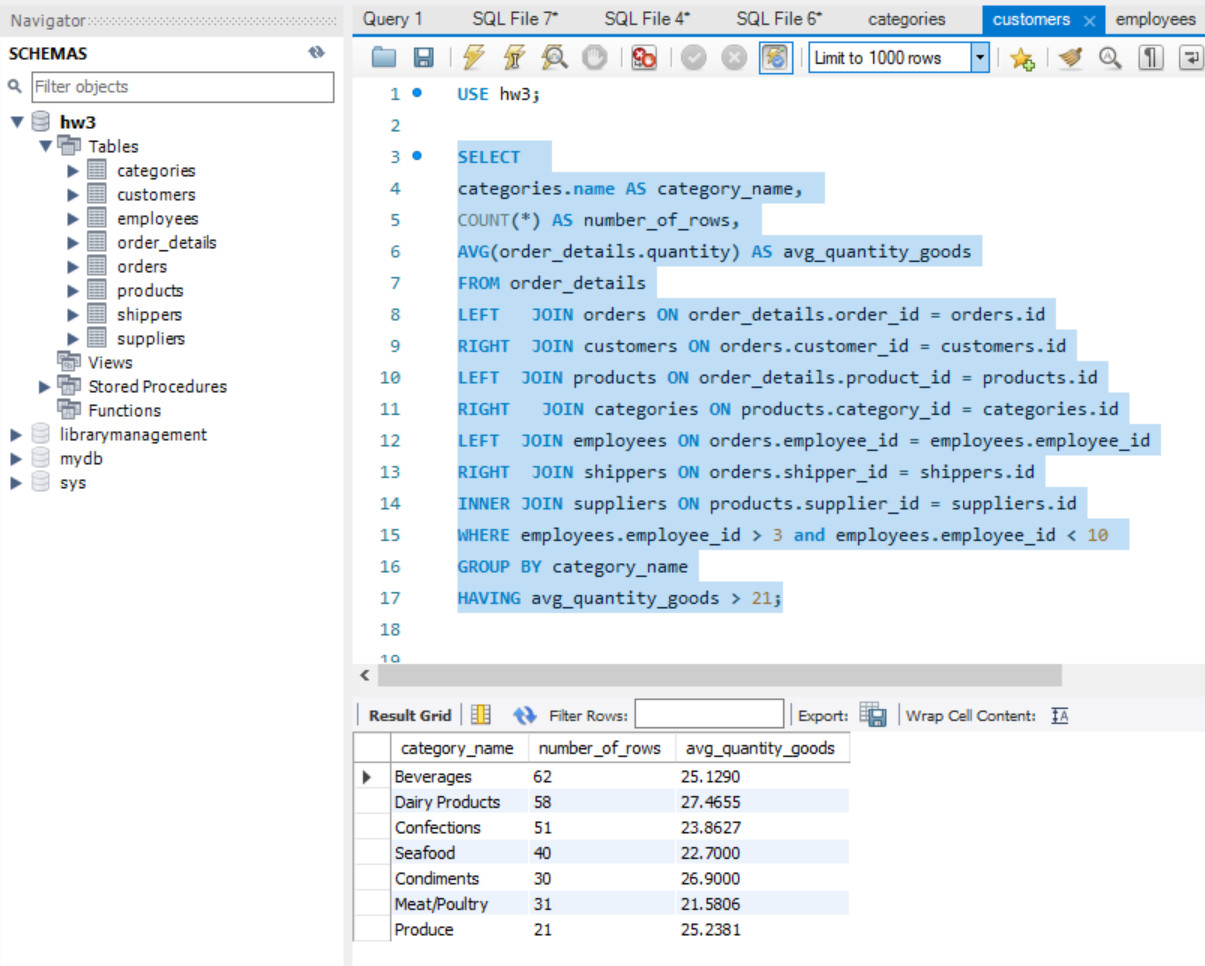 Navigator
SCHEMAS
Filter objects
hw3
Tables
categories
customers
employees
order_details
orders
products
shippers
suppliers
Views
Stored Procedures
Functions
librarymanagement
mydb
sys
Query 1 SQL File 7* SQL File 4* SQL File 6* categories customers employees
Limit to 1000 rows
1 USE hw3;
2
3 SELECT
4 categories.name AS category_name,
5 COUNT(*) AS number_of_rows,
6 AVG(order_details.quantity) AS avg_quantity_goods
7 FROM order_details
8 LEFT   JOIN orders ON order_details.order_id = orders.id
9 RIGHT  JOIN customers ON orders.customer_id = customers.id
10 LEFT  JOIN products ON order_details.product_id = products.id
11 RIGHT   JOIN categories ON products.category_id = categories.id
12 LEFT  JOIN employees ON orders.employee_id = employees.employee_id
13 RIGHT  JOIN shippers ON orders.shipper_id = shippers.id
14 INNER JOIN suppliers ON products.supplier_id = suppliers.id
15 WHERE employees.employee_id > 3 and employees.employee_id < 10
16 GROUP BY category_name
17 HAVING avg_quantity_goods > 21;
18
19
Result Grid Filter Rows: Export: Wrap Cell Content:
category_name number_of_rows avg_quantity_goods
Beverages 62 25.1290
Dairy Products 58 27.4655
Confections 51 23.8627
Seafood 40 22.7000
Condiments 30 26.9000
Meat/Poultry 31 21.5806
Produce 21 25.2381